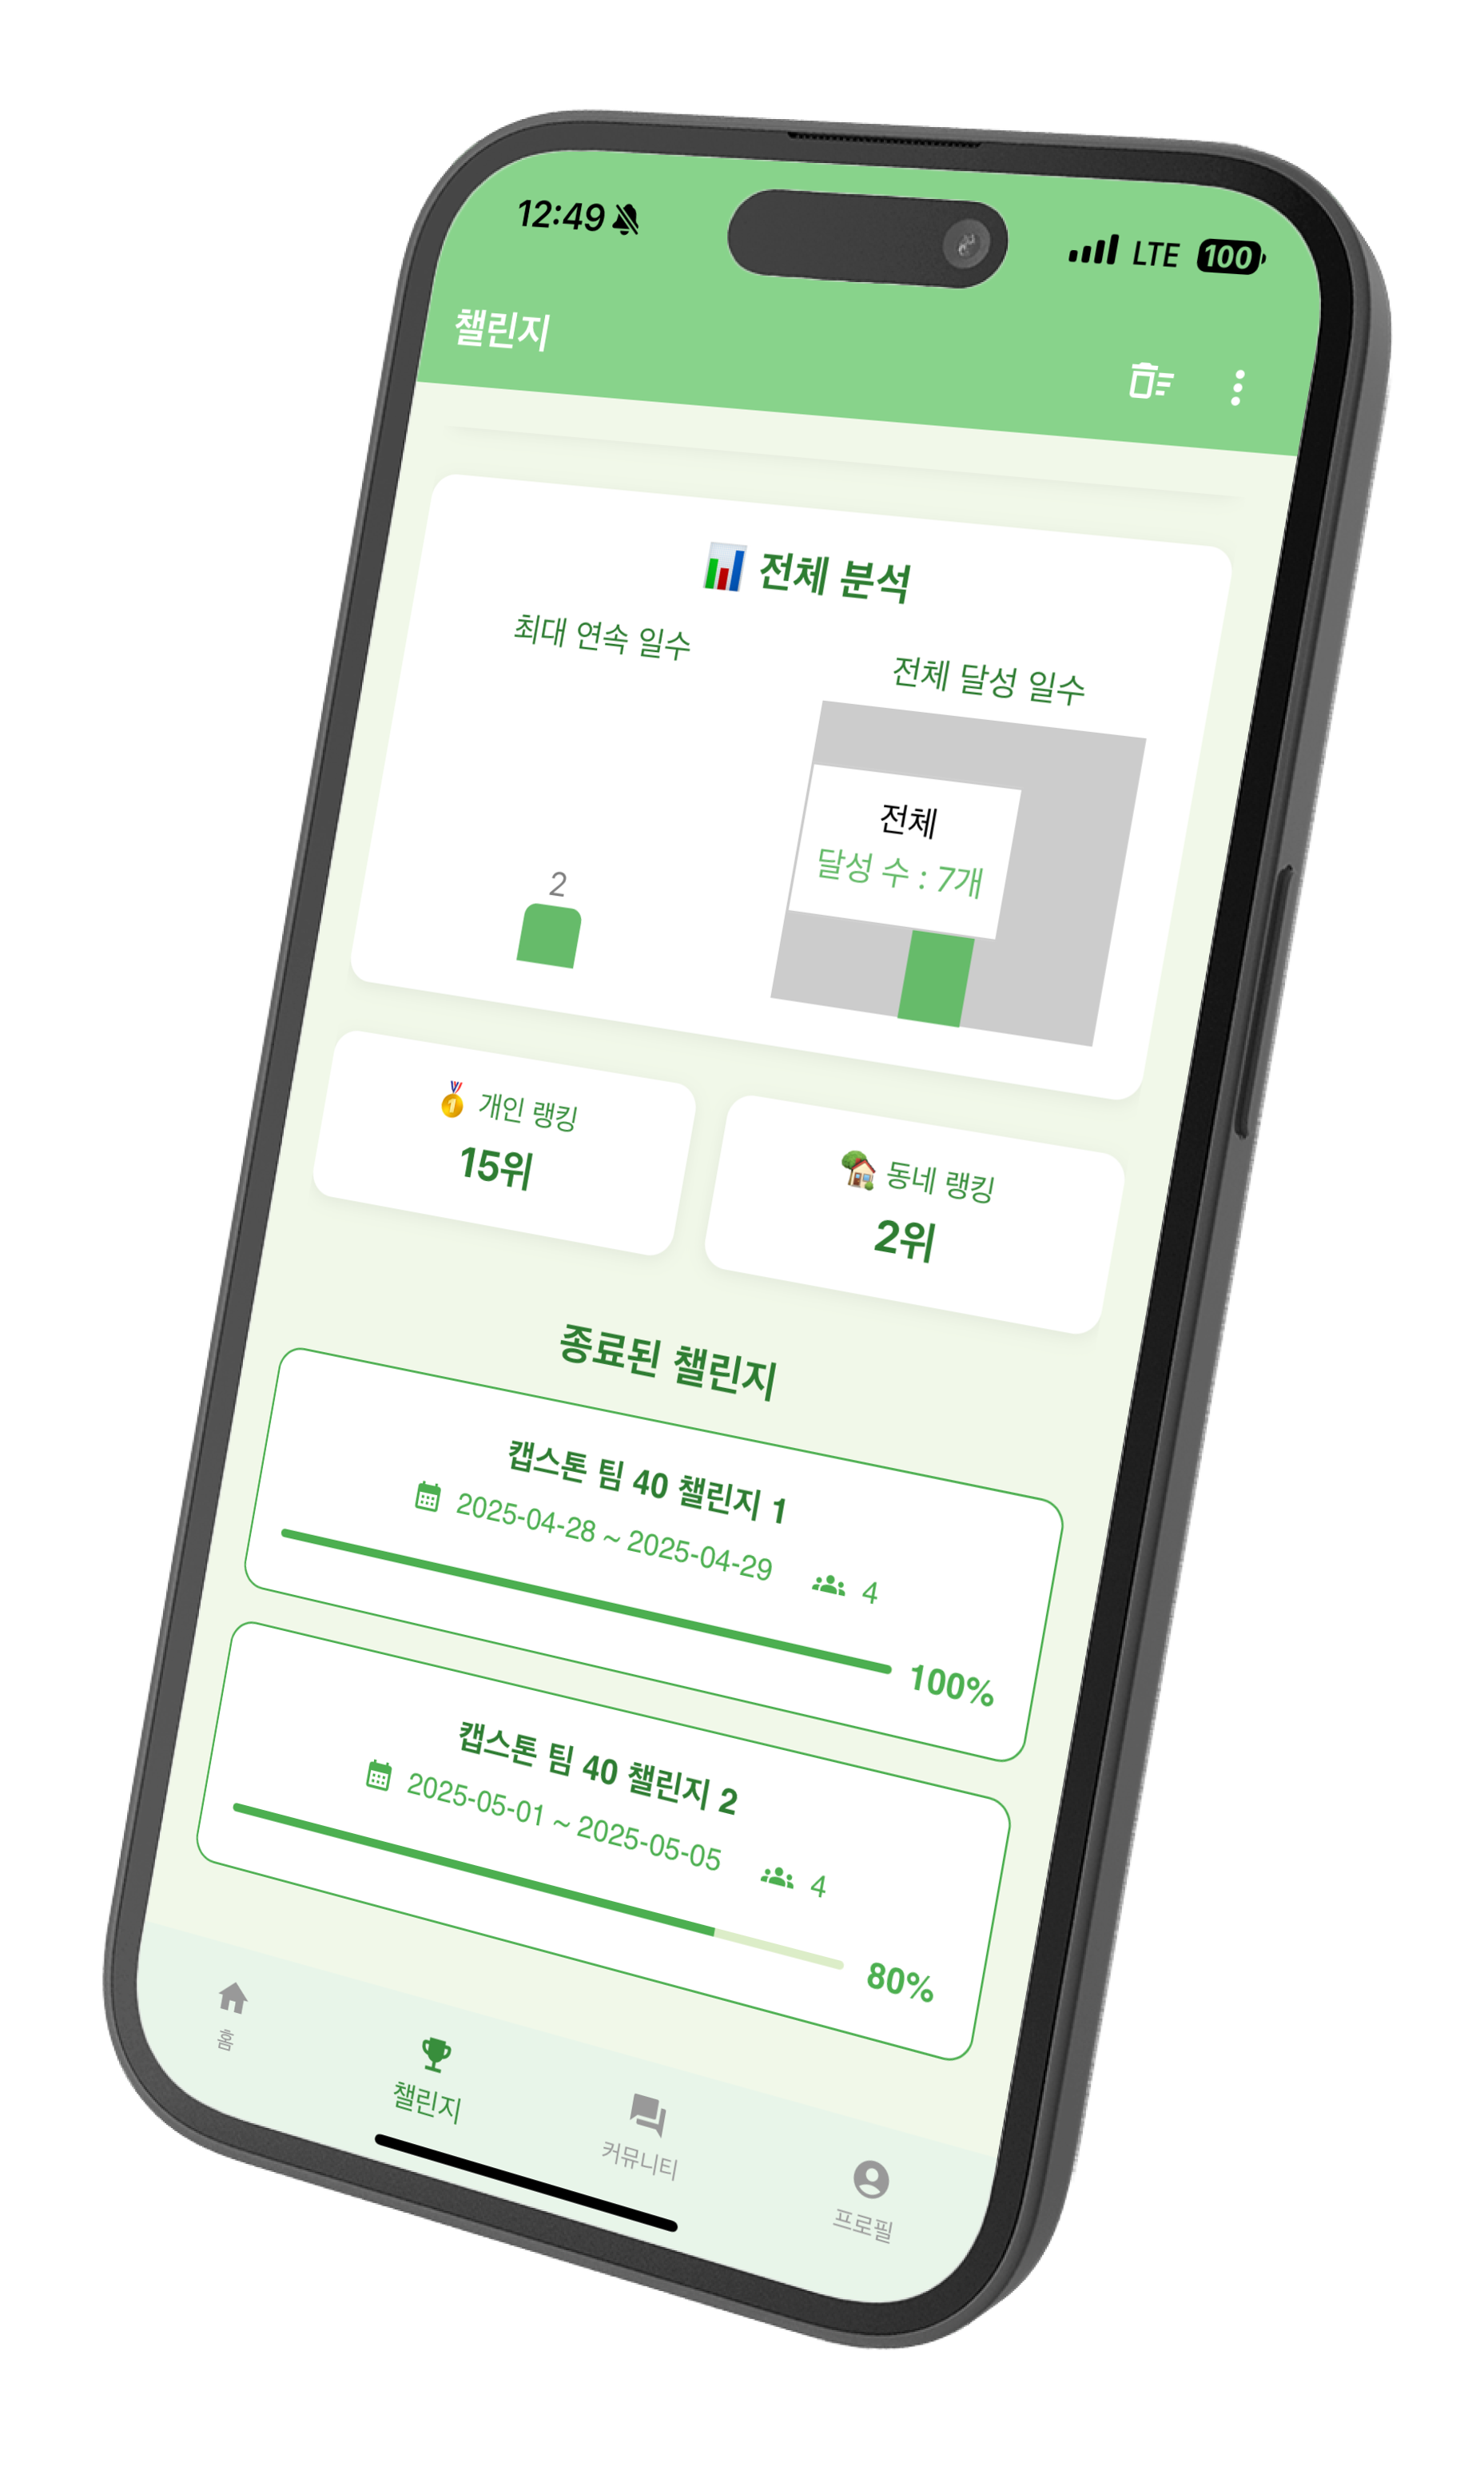 12:49 LTE 100
챌린지
전체 분석
최대 연속 일수
전체 달성 일수
전체
달성 수 : 7개
2
개인 랭킹
15위
동네 랭킹
2위
종료된 챌린지
캡스톤 팀 40 챌린지 1
2025-04-28 ~ 2025-04-29 4
100%
캡스톤 팀 40 챌린지 2
2025-05-01 ~ 2025-05-05 4
80%
홈
챌린지
커뮤니티
프로필